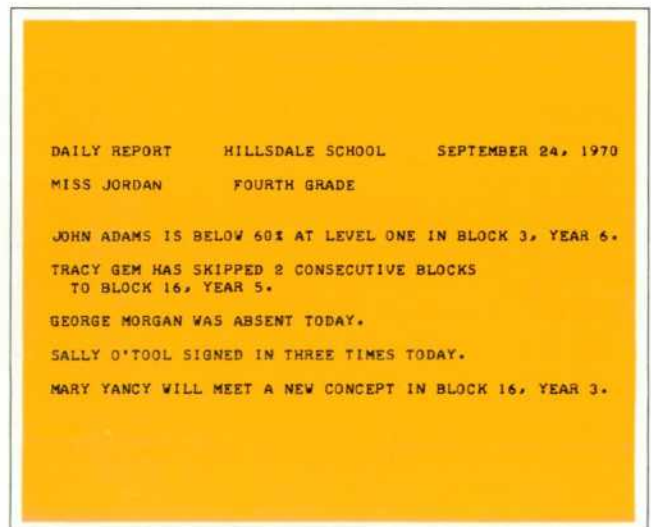 DAILY REPORT HILLSDALE SCHOOL SEPTEMBER 24, 1970
MISS JORDAN FOURTH GRADE
JOHN ADAMS IS BELOW 60% AT LEVEL ONE IN BLOCK 3, YEAR 6.
TRACY GEM HAS SKIPPED 2 CONSECUTIVE BLOCKS
TO BLOCK 16, YEAR 5.
GEORGE MORGAN WAS ABSENT TODAY.
SALLY O'TOOL SIGNED IN THREE TIMES TODAY.
MARY YANCY WILL MEET A NEW CONCEPT IN BLOCK 16, YEAR 3.